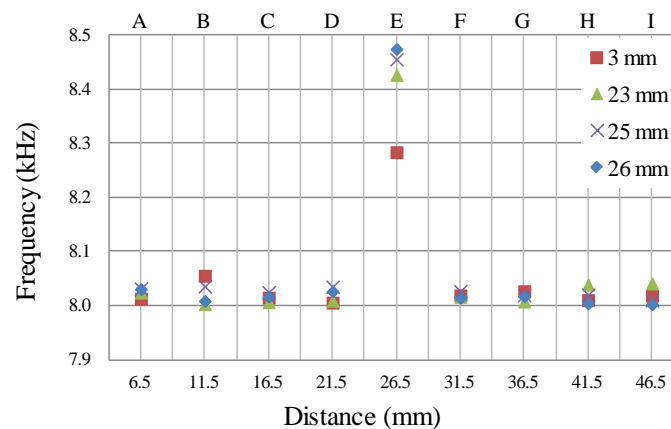 A B C D E F G H I
8.5
8.4
8.3
8.2
8.1
8.0
7.9
Frequency (kHz)
3 mm
23 mm
25 mm
26 mm
6.5 11.5 16.5 21.5 26.5 31.5 36.5 41.5 46.5
Distance (mm)